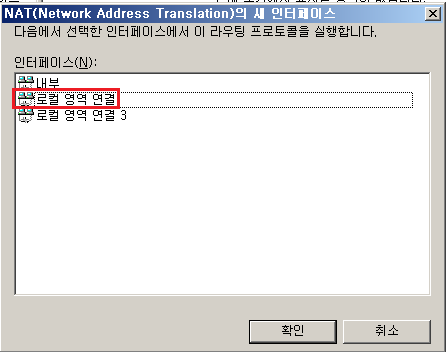 NAT(Network Address Translation)의 새 인터페이스
다음에서 선택한 인터페이스에서 이 라우팅 프로토콜을 실행합니다.
인터페이스(N):
내부
로컬 영역 연결
로컬 영역 연결 3
확인
취소